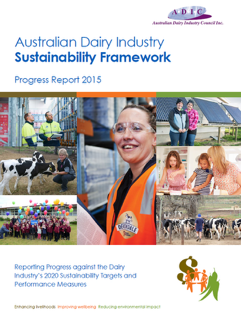 ADIC
Australian Dairy Industry Council Inc.
Australian Dairy Industry
Sustainability Framework
Progress Report 2015
Reporting Progress against the Dairy
Industry's 2020 Sustainability Targets and
Performance Measures
Enhancing livelihoods Improving wellbeing Reducing environmental impact